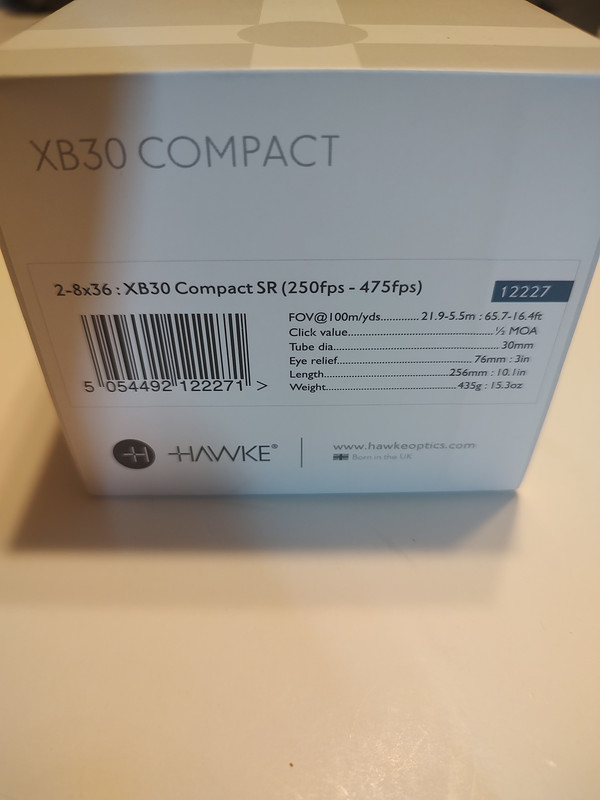 XB30 COMPACT
2-8x36 : XB30 Compact SR (250fps - 475fps)
12227
FOV@100m/yds............. 21.9-5.5m : 65.7-16.4ft
Click value.................................................. ½ MOA
Tube dia........................................................30mm
Eye relief............................................ 76mm : 3in
Length........................................256mm : 10.1in
Weight..........................................435g : 15.3oz
5 054492 122271 >
HAWKE®
www.hawkeoptics.com
Born in the UK